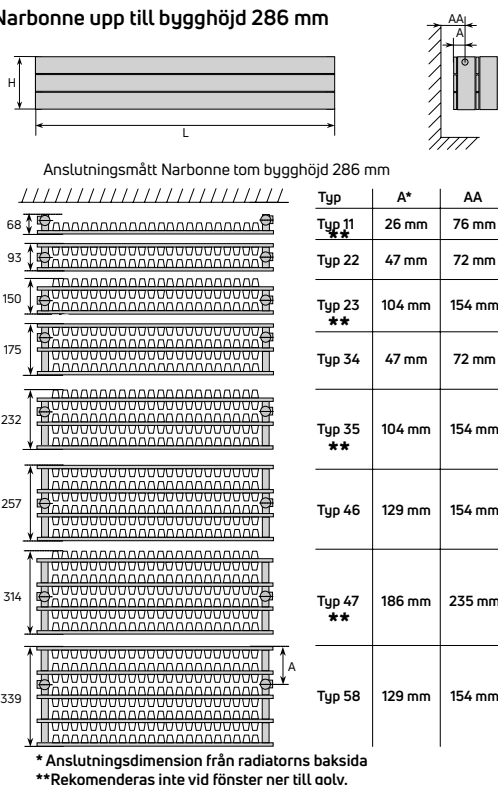 Narbonne upp till bygghöjd 286 mm
AA
A
H
L
Anslutningsmått Narbonne tom bygghöjd 286 mm
Typ A* AA
68 Typ 11 ** 26 mm 76 mm
93 Typ 22 47 mm 72 mm
150 Typ 23 ** 104 mm 154 mm
175 Typ 34 47 mm 72 mm
232 Typ 35 ** 104 mm 154 mm
257 Typ 46 129 mm 154 mm
314 Typ 47 ** 186 mm 235 mm
A
339 Typ 58 129 mm 154 mm
* Anslutningsdimension från radiatorns baksida
**Rekomenderas inte vid fönster ner till golv.